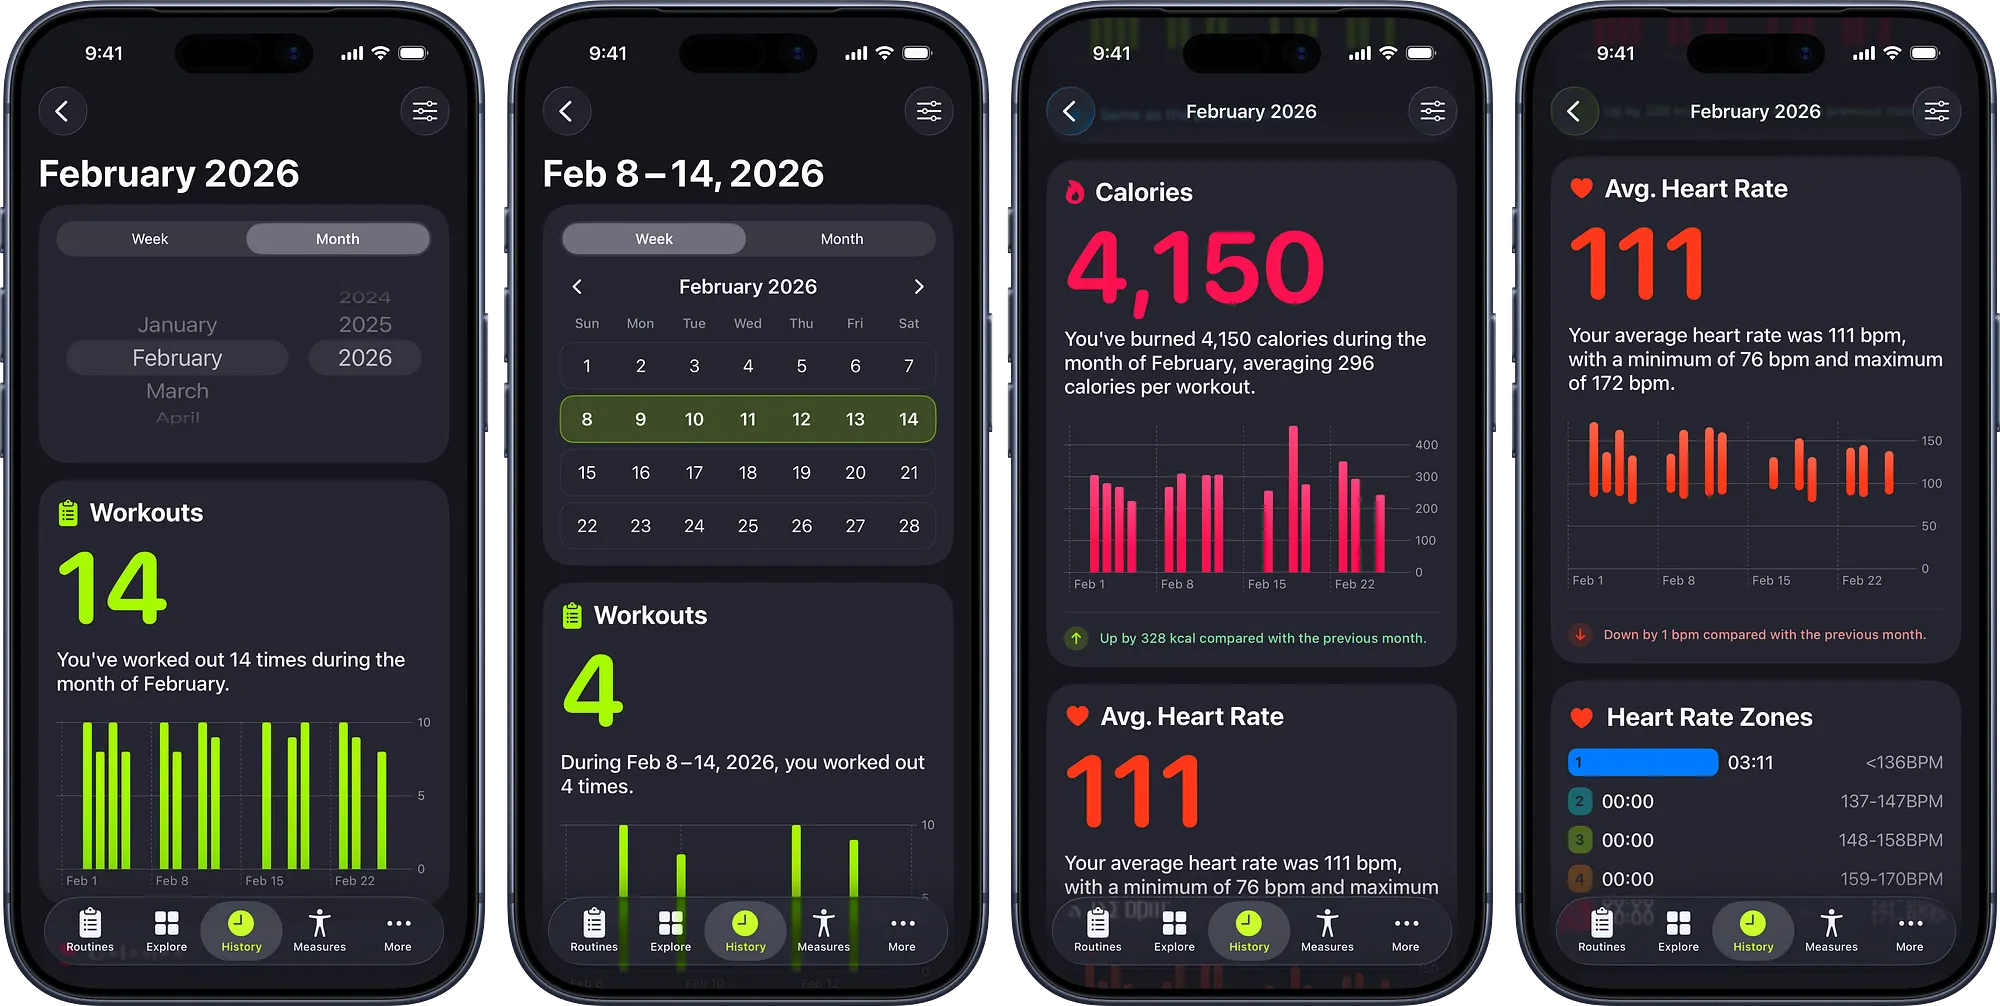 9:41
February 2026
Week Month
2024
January 2025
February 2026
March
April
Workouts
14
You've worked out 14 times during the
month of February.
10
5
0
Feb 1 Feb 8 Feb 15 Feb 22
Routines Explore History Measures More
9:41
Feb 8–14, 2026
Week Month
February 2026
Sun Mon Tue Wed Thu Fri Sat
1 2 3 4 5 6 7
8 9 10 11 12 13 14
15 16 17 18 19 20 21
22 23 24 25 26 27 28
Workouts
4
During Feb 8–14, 2026, you worked out
4 times.
10
5
0
Feb 8 Feb 10 Feb 12
Routines Explore History Measures More
9:41
February 2026
Calories
4,150
You've burned 4,150 calories during the
month of February, averaging 296
calories per workout.
400
300
200
100
0
Feb 1 Feb 8 Feb 15 Feb 22
Up by 328 kcal compared with the previous month.
Avg. Heart Rate
111
Your average heart rate was 111 bpm,
with a minimum of 76 bpm and maximum
Routines Explore History Measures More
150
9:41
Up by 328 previous
February 2026
Avg. Heart Rate
111
Your average heart rate was 111 bpm,
with a minimum of 76 bpm and maximum
of 172 bpm.
150
100
50
0
Feb 1 Feb 8 Feb 15 Feb 22
Down by 1 bpm compared with the previous month.
Heart Rate Zones
1 03:11 <136BPM
2 00:00 137-147BPM
3 00:00 148-158BPM
4 00:00 159-170BPM
Routines Explore History Measures More